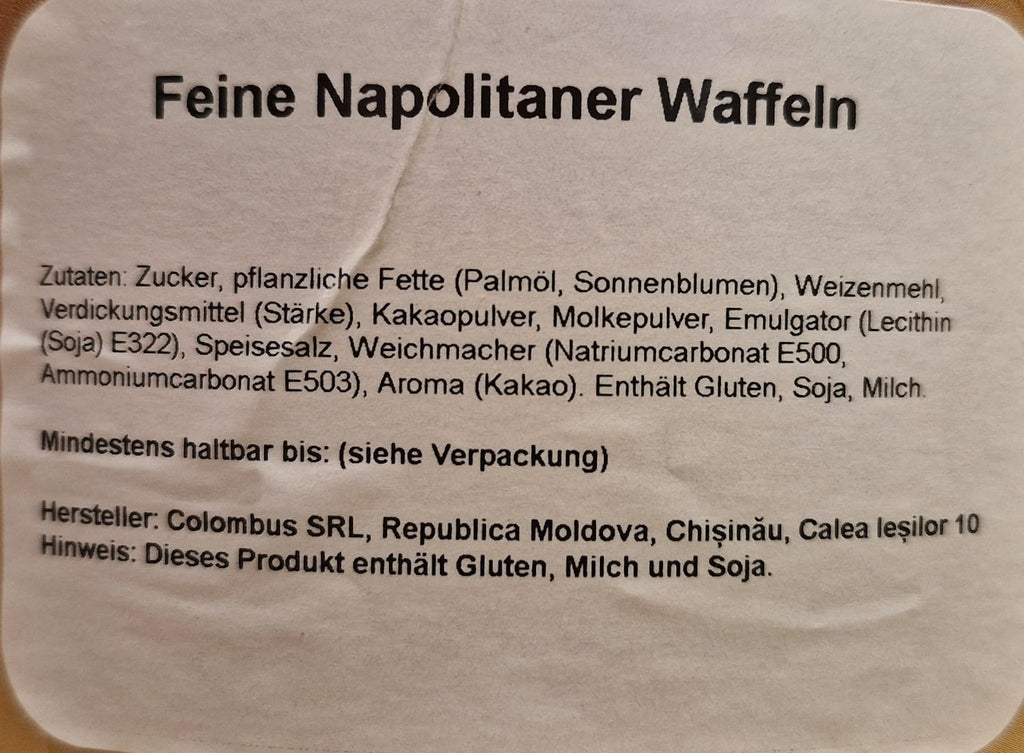 Feine Napolitaner Waffeln
Zutaten: Zucker, pflanzliche Fette (Palmöl, Sonnenblumen), Weizenmehl,
Verdickungsmittel (Stärke), Kakaopulver, Molkepulver, Emulgator (Lecithin
(Soja) E322), Speisesalz, Weichmacher (Natriumcarbonat E500,
Ammoniumcarbonat E503), Aroma (Kakao). Enthält Gluten, Soja, Milch.
Mindestens haltbar bis: (siehe Verpackung)
Hersteller: Colombus SRL, Republica Moldova, Chișinău, Calea Ieșilor 10
Hinweis: Dieses Produkt enthält Gluten, Milch und Soja.